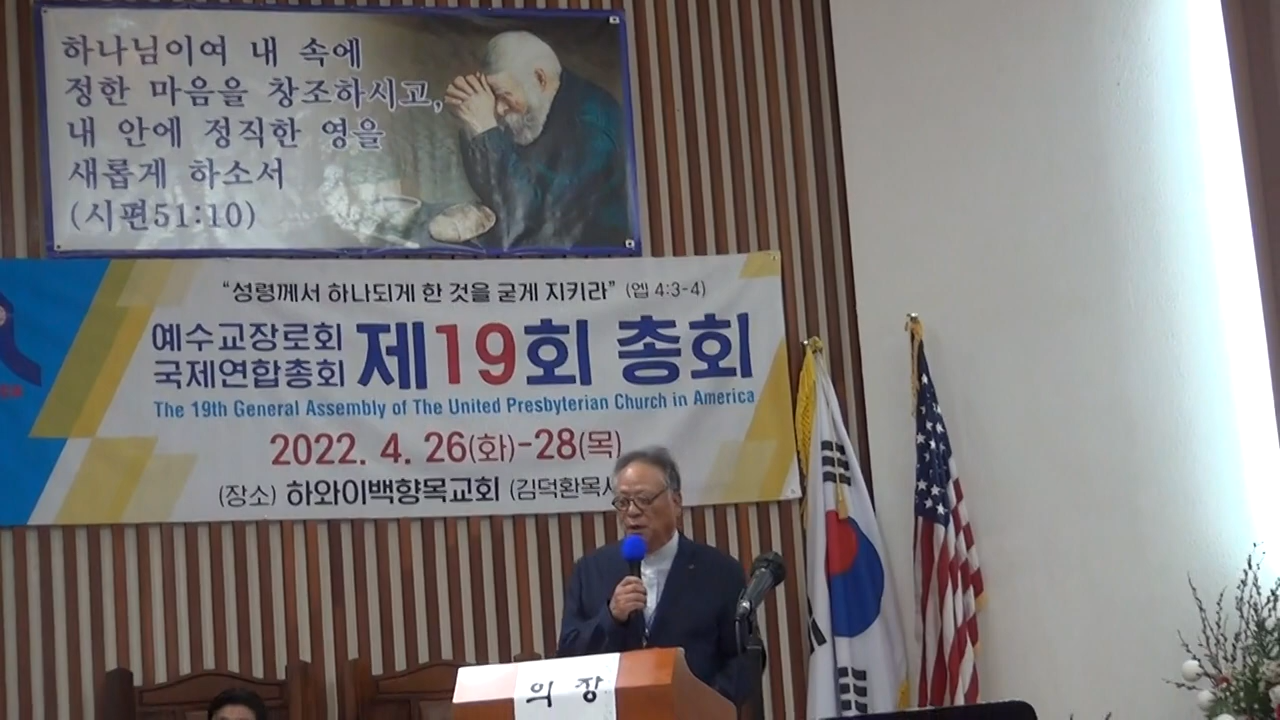 하나님이여 내 속에
정한 마음을 창조하시고,
내 안에 정직한 영을
새롭게 하소서
(시편51:10)
“성령께서 하나되게 한 것을 굳게 지키라” (엡 4:3-4)
예수교장로회
국제연합총회
제19회 총회
The 19th General Assembly of The United Presbyterian Church in America
2022. 4. 26(화)-28(목)
(장소) 하와이백향목교회 (김덕환목사
의 장